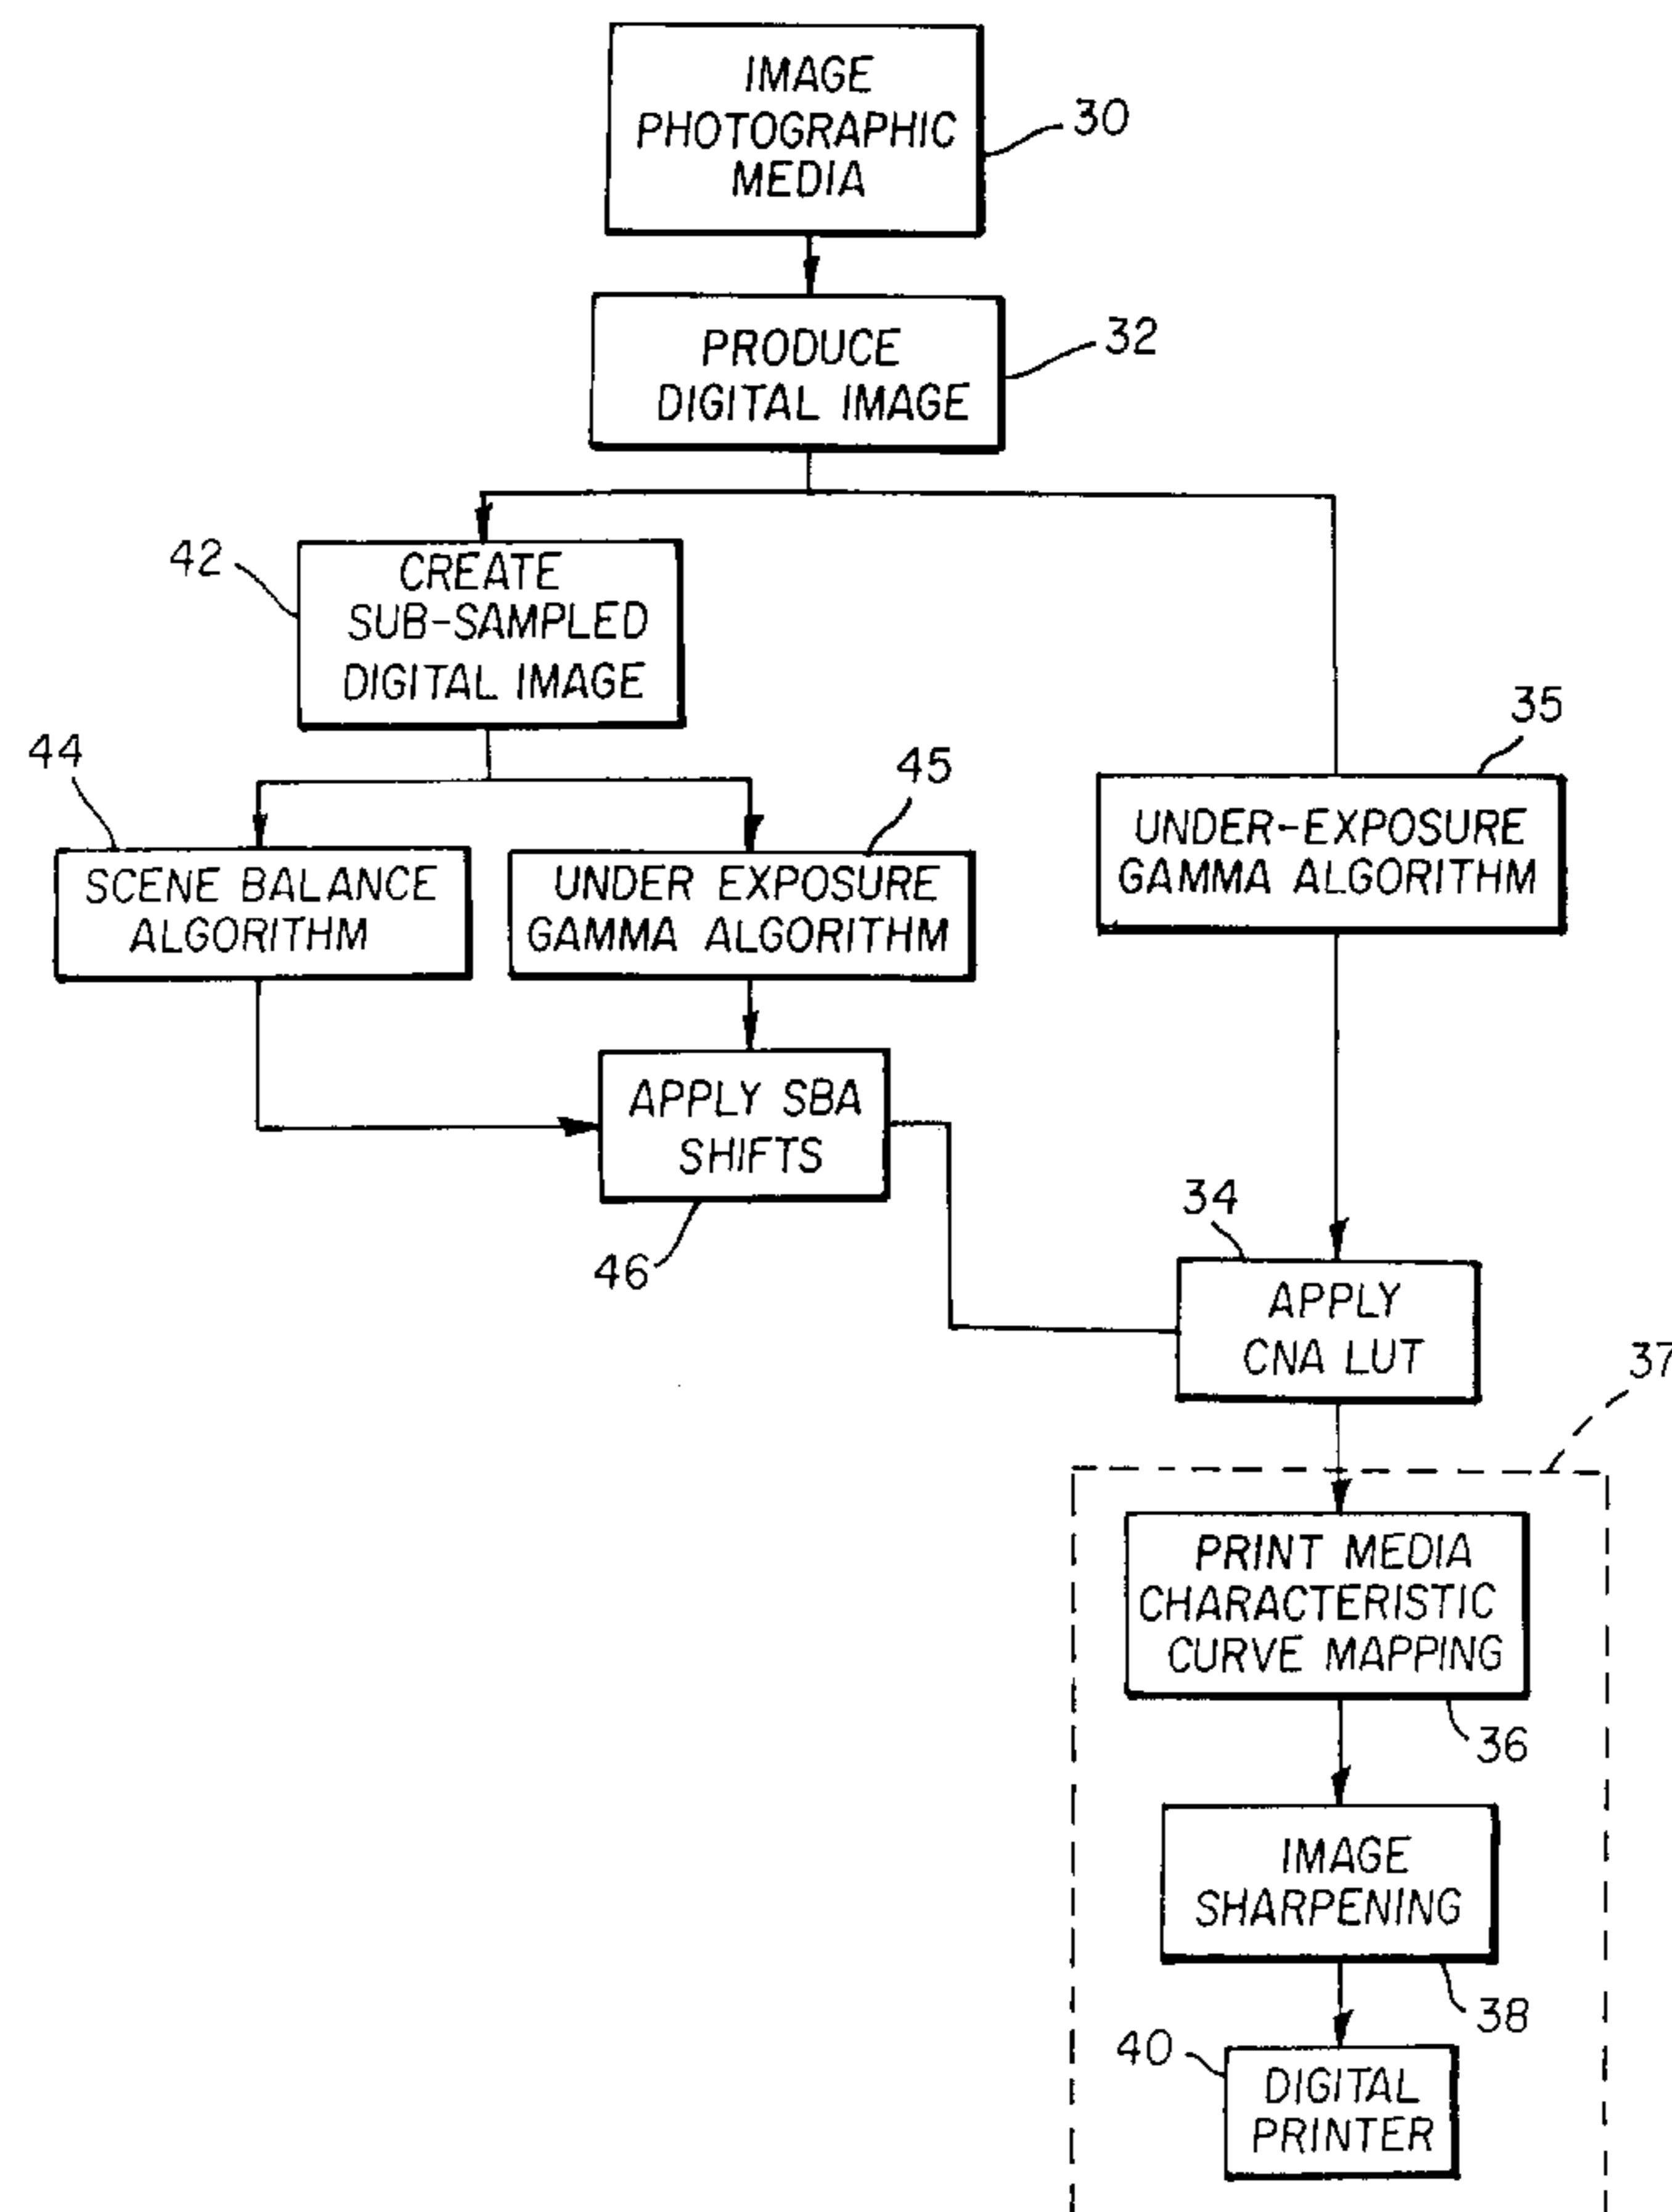 IMAGE
PHOTOGRAPHIC
MEDIA
30
PRODUCE
DIGITAL IMAGE
32
42
CREATE
SUB-SAMPLED
DIGITAL IMAGE
44
SCENE BALANCE
ALGORITHM
45
UNDER EXPOSURE
GAMMA ALGORITHM
35
UNDER-EXPOSURE
GAMMA ALGORITHM
APPLY SBA
SHIFTS
46
34
APPLY
CNA LUT
37
PRINT MEDIA
CHARACTERISTIC
CURVE MAPPING
36
IMAGE
SHARPENING
38
40
DIGITAL
PRINTER